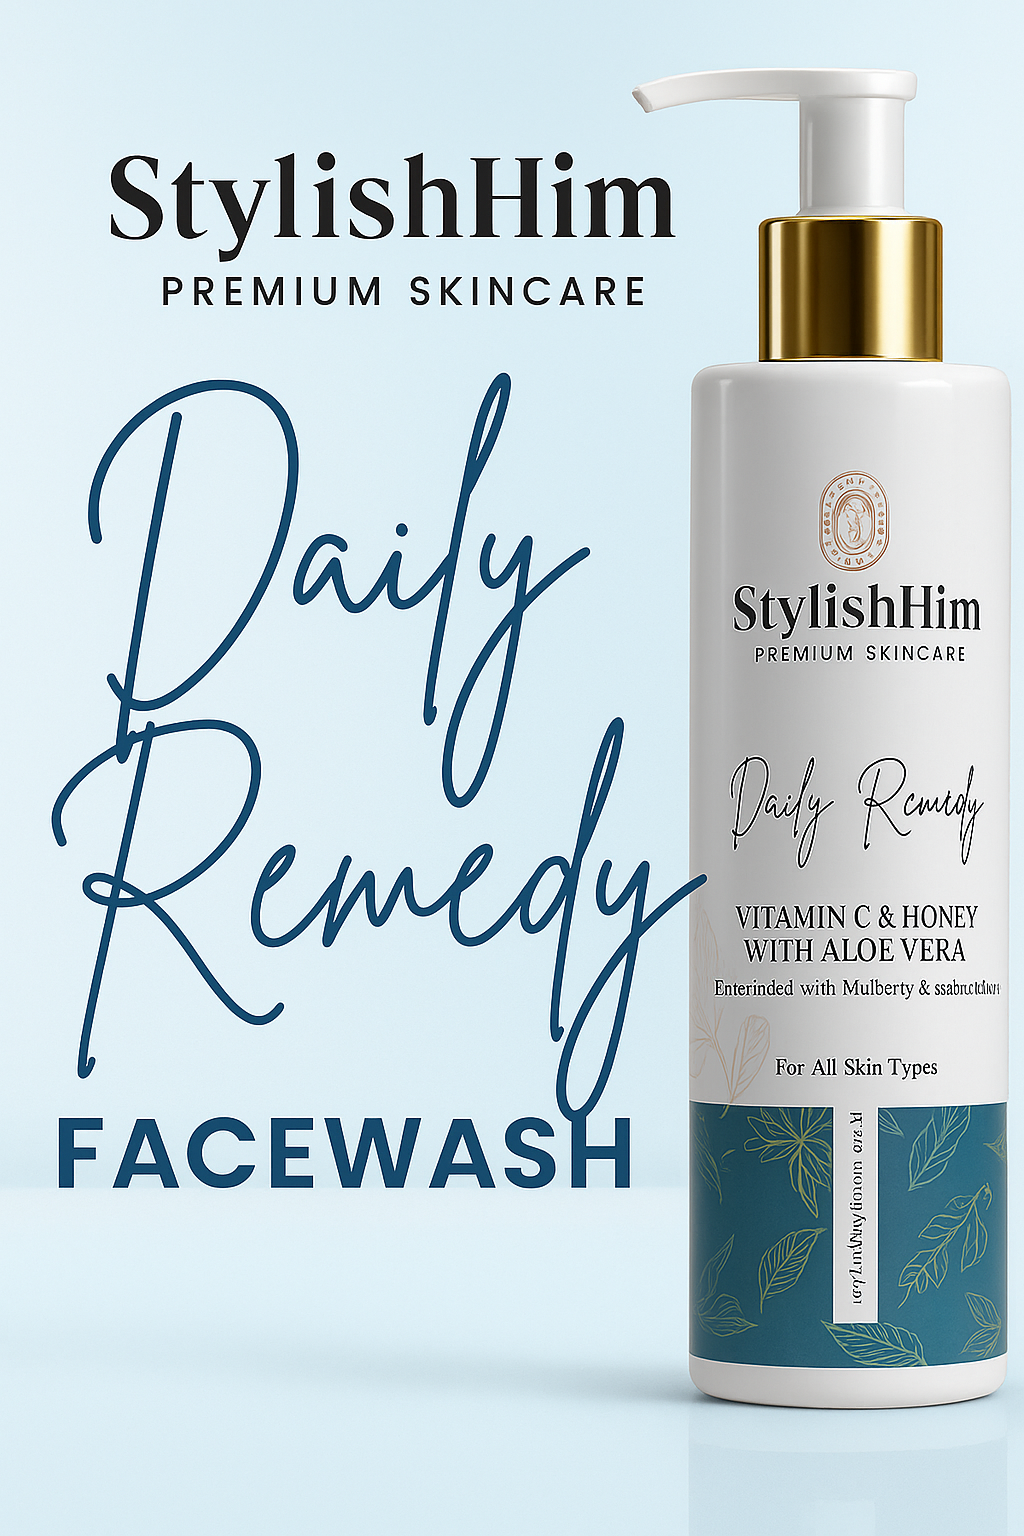 StylishHim
PREMIUM SKINCARE
Daily
Remedy
FACEWASH
StylishHim
PREMIUM SKINCARE
Daily Remedy
VITAMIN C & HONEY
WITH ALOE VERA
Enterinded with Mulberty &
For All Skin Types